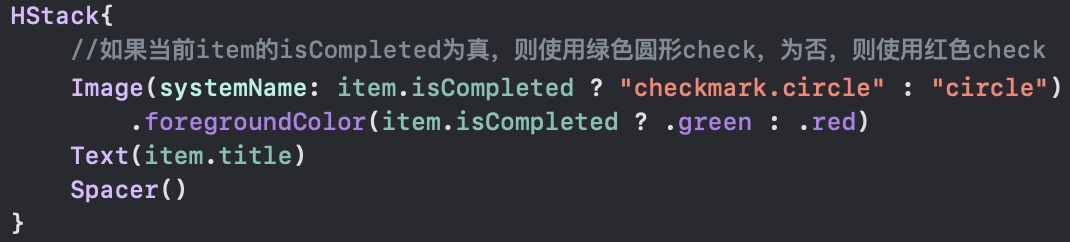 HStack{
//如果当前item的isCompleted为真，则使用绿色圆形check，为否，则使用红色check
Image(systemName: item.isCompleted ? "checkmark.circle" : "circle")
.foregroundColor(item.isCompleted ? .green : .red)
Text(item.title)
Spacer()
}